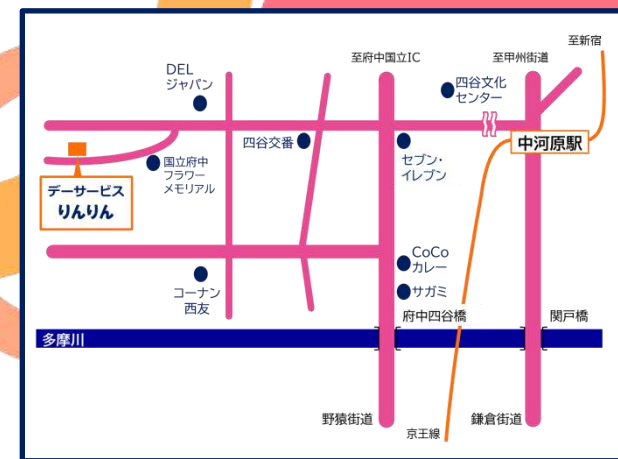 至新宿
至府中国立IC
至甲州街道
DEL
ジャパン
四谷文化
センター
四谷交番
中河原駅
セブン・
イレブン
国立府中
フラワー
メモリアル
デーサービス
りんりん
CoCo
カレー
コーナン
西友
サガミ
府中四谷橋
関戸橋
多摩川
野猿街道
鎌倉街道
京王線